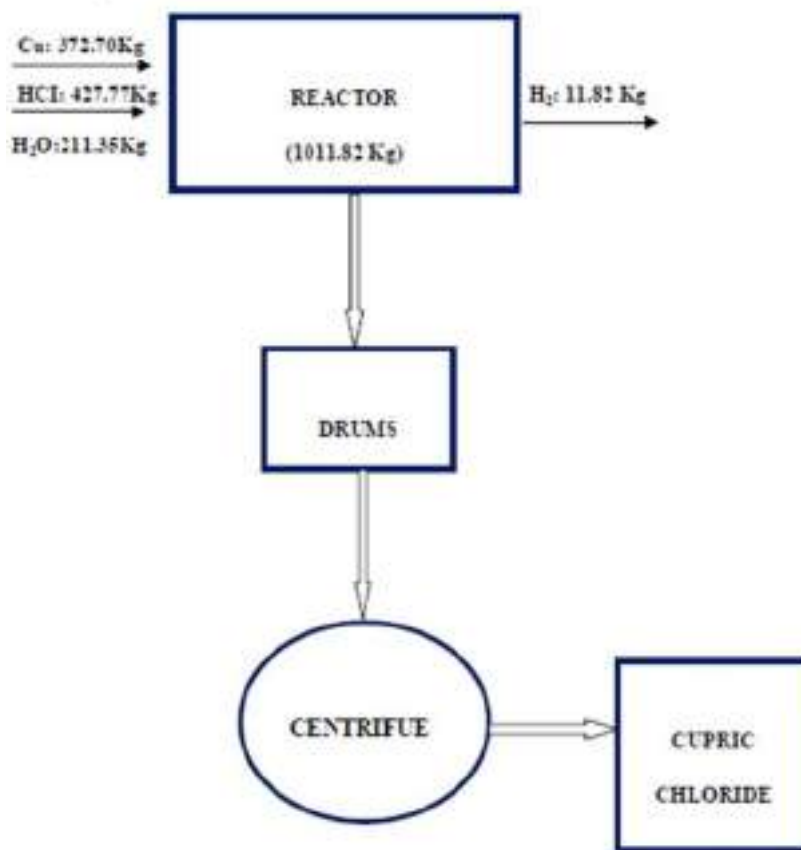 Cu: 372.70Kg
HCl: 427.77Kg
H₂O:211.35Kg
REACTOR
(1011.82 Kg)
H₂: 11.82 Kg
DRUMS
CENTRIFUE
CUPRIC
CHLORIDE